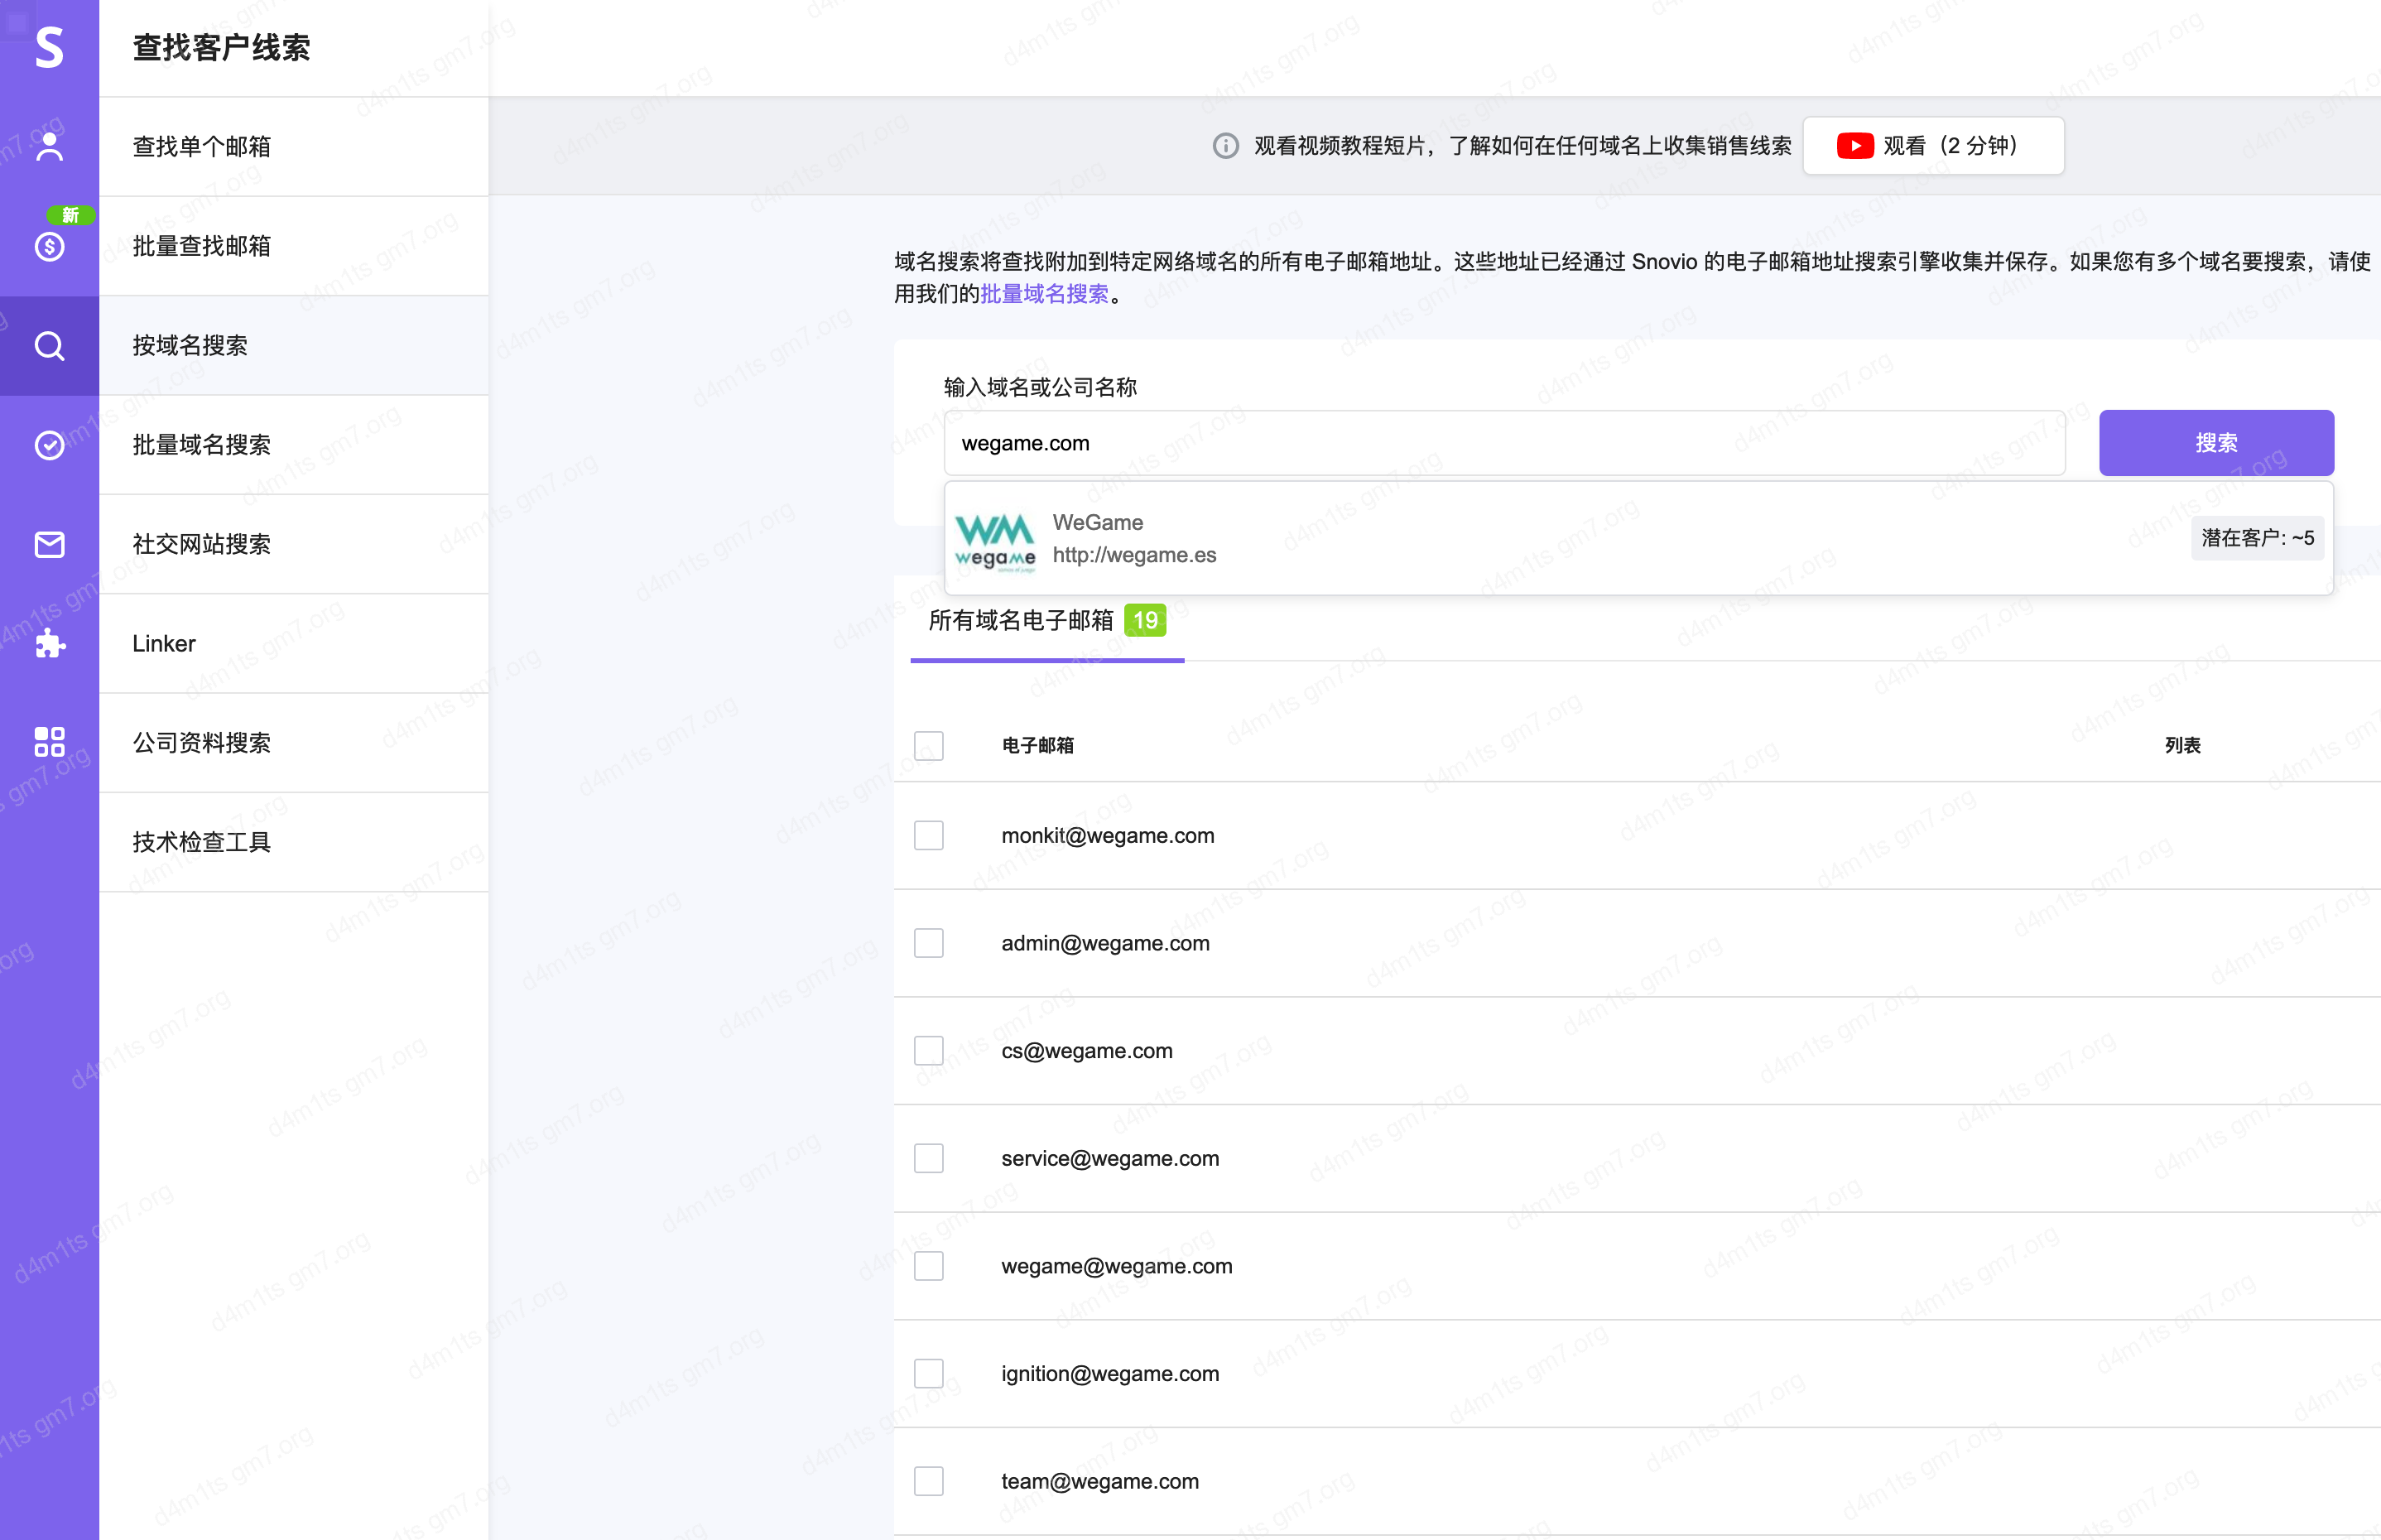 S
查找客户线索
新
查找单个邮箱
批量查找邮箱
按域名搜索
批量域名搜索
社交网站搜索
Linker
公司资料搜索
技术检查工具
观看视频教程短片，了解如何在任何域名上收集销售线索
观看（2 分钟）
域名搜索将查找附加到特定网络域名的所有电子邮箱地址。这些地址已经通过 Snovio 的电子邮箱地址搜索引擎收集并保存。如果您有多个域名要搜索，请使
用我们的批量域名搜索。
输入域名或公司名称
wegame.com
搜索
WM
wegame
WeGame
http://wegame.es
潜在客户: ~5
所有域名电子邮箱 19
电子邮箱 列表
monkit@wegame.com
admin@wegame.com
cs@wegame.com
service@wegame.com
wegame@wegame.com
ignition@wegame.com
team@wegame.com
d4m1ts gm7.org